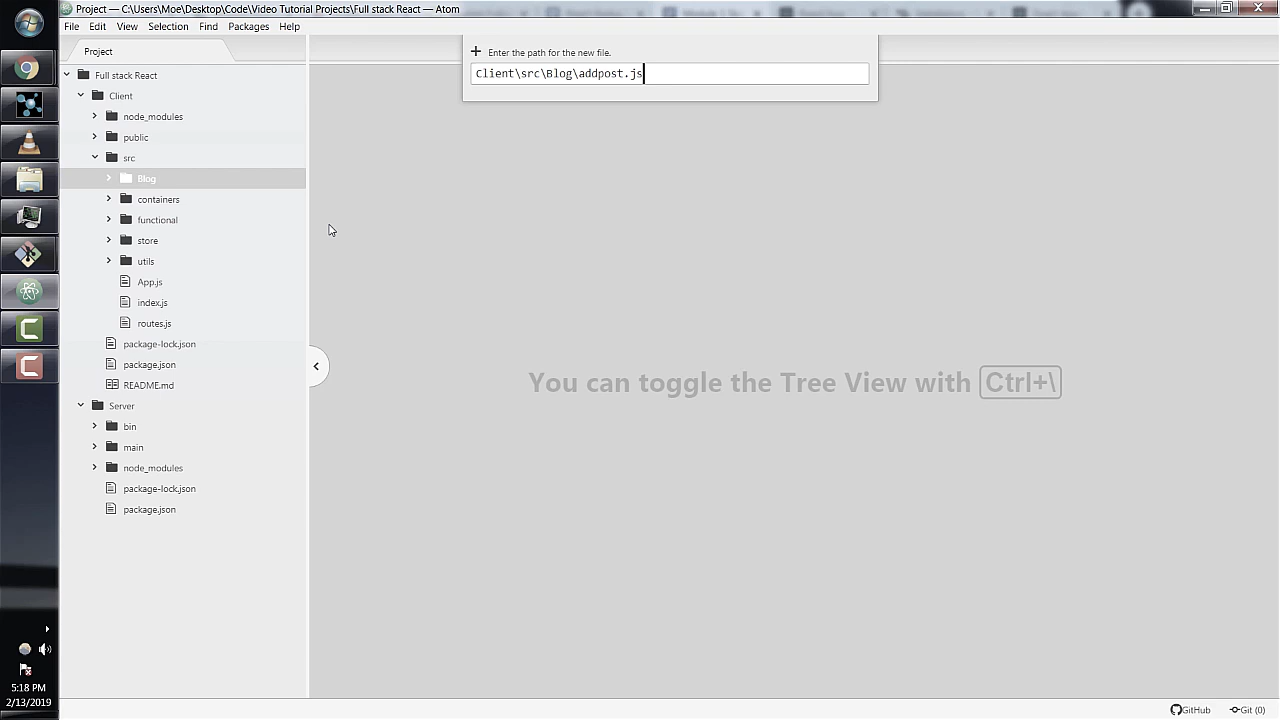 Project — C:\Users\Moe\Desktop\Code\Video Tutorial Projects\Full stack React — Atom
File Edit View Selection Find Packages Help
Project
Enter the path for the new file.
Client\src\Blog\addpost.js
Full stack React
Client
node_modules
public
src
Blog
containers
functional
store
utils
App.js
index.js
routes.js
package-lock.json
package.json
README.md
Server
bin
main
node_modules
package-lock.json
package.json
You can toggle the Tree View with Ctrl+\
5:18 PM
2/13/2019
GitHub Git (0)